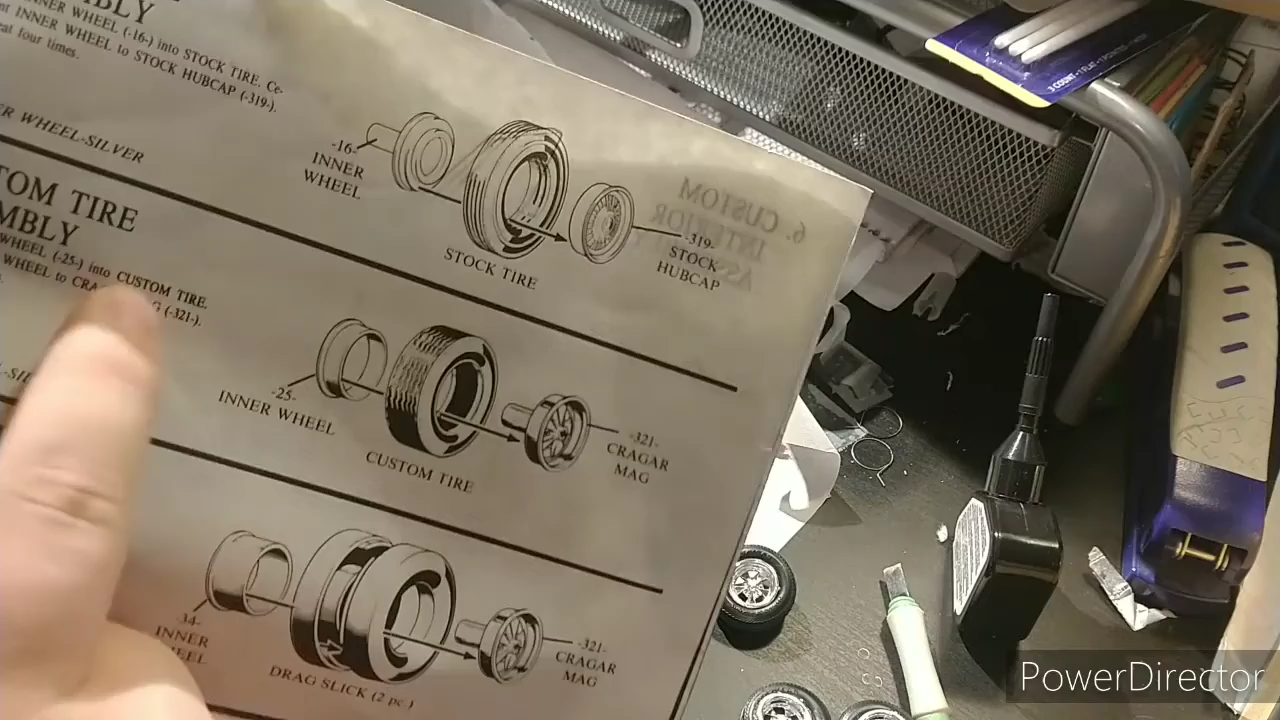 MBLY
INNER WHEEL (-16-) into STOCK TIRE. Ce-
INNER WHEEL to STOCK HUBCAP (-319-).
four times.
WHEEL-SILVER
-16-
INNER
WHEEL
STOCK TIRE
-319-
STOCK
HUBCAP
6. CUSTOM
INTERIOR
TOM TIRE
MBLY
WHEEL (-25-) into CUSTOM TIRE.
WHEEL to
(-321-).
-25-
INNER WHEEL
CUSTOM TIRE
-321-
CRAGAR
MAG
34-
INNER
DRAG SLICK (2 pc.)
-321-
CRAGAR
MAG
PowerDirector